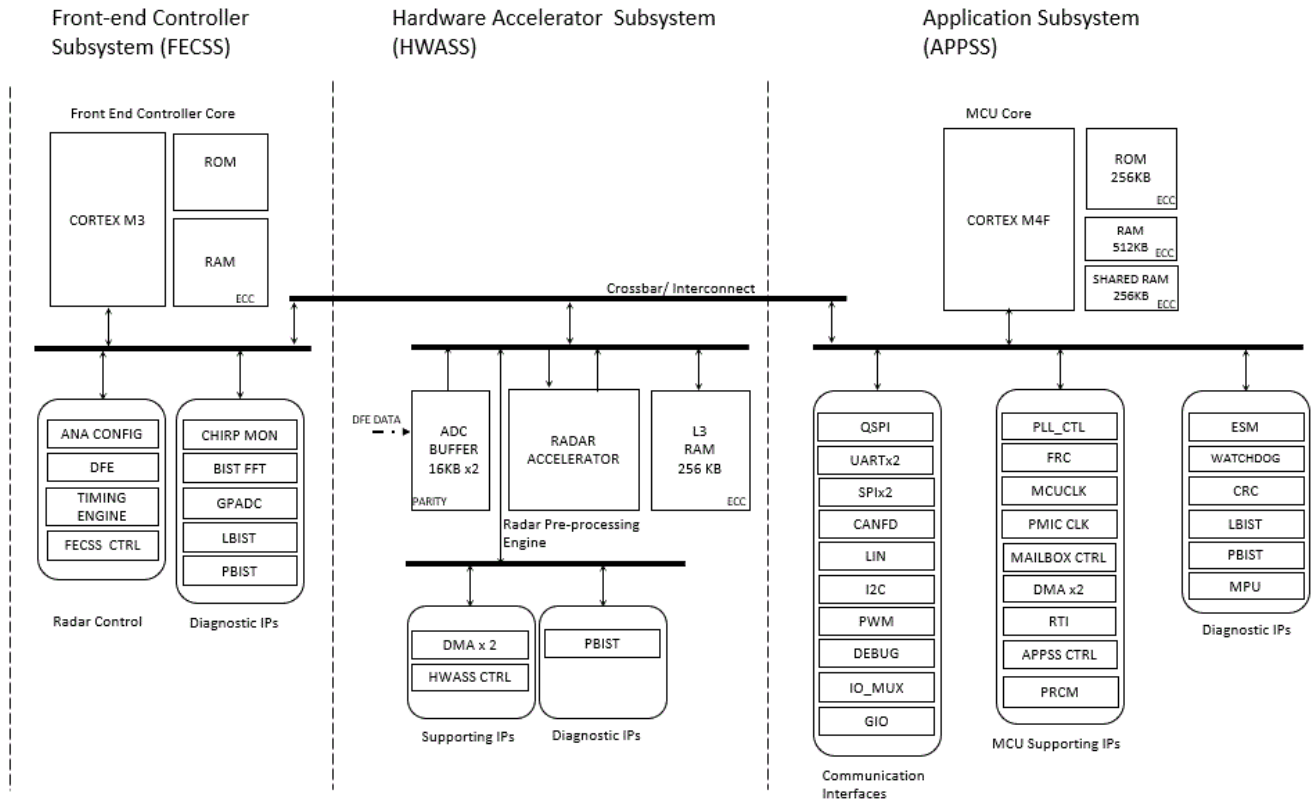 Front-end Controller
Subsystem (FECSS)
Hardware Accelerator Subsystem
(HWASS)
Application Subsystem
(APPSS)
Front End Controller Core
CORTEX M3
ROM
RAM
ECC
MCU Core
CORTEX M4F
ROM
256KB
ECC
RAM
512KB
ECC
SHARED RAM
256KB
ECC
Crossbar/ Interconnect
ANA CONFIG
DFE
TIMING
ENGINE
FECSS CTRL
Radar Control
CHIRP MON
BIST FFT
GPADC
LBIST
PBIST
Diagnostic IPs
DFE DATA
ADC
BUFFER
16KB x2
PARITY
RADAR
ACCELERATOR
L3
RAM
256 KB
ECC
Radar Pre-processing
Engine
DMA x 2
HWASS CTRL
Supporting IPs
PBIST
Diagnostic IPs
QSPI
UARTx2
SPIx2
CANFD
LIN
I2C
PWM
DEBUG
IO_MUX
GIO
Communication
Interfaces
PLL_CTL
FRC
MCUCLK
PMIC CLK
MAILBOX CTRL
DMA x2
RTI
APPSS CTRL
PRCM
MCU Supporting IPs
ESM
WATCHDOG
CRC
LBIST
PBIST
MPU
Diagnostic IPs